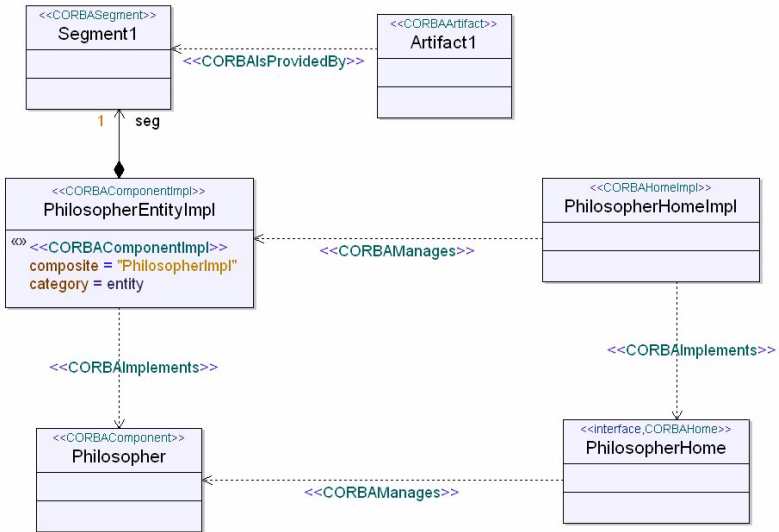 <<CORBASegment>>
Segment1
<<CORBAArtifact>>
Artifact1
<<CORBAIsProvidedBy>>
1 seg
<<CORBAComponentImpl>>
PhilosopherEntityImpl
«» <<CORBAComponentImpl>>
composite = "PhilosopherImpl"
category = entity
<<CORBAHomeImpl>>
PhilosopherHomeImpl
<<CORBAManages>>
<<CORBAImplements>>
<<CORBAImplements>>
<<CORBAComponent>>
Philosopher
<<interface,CORBAHome>>
PhilosopherHome
<<CORBAManages>>